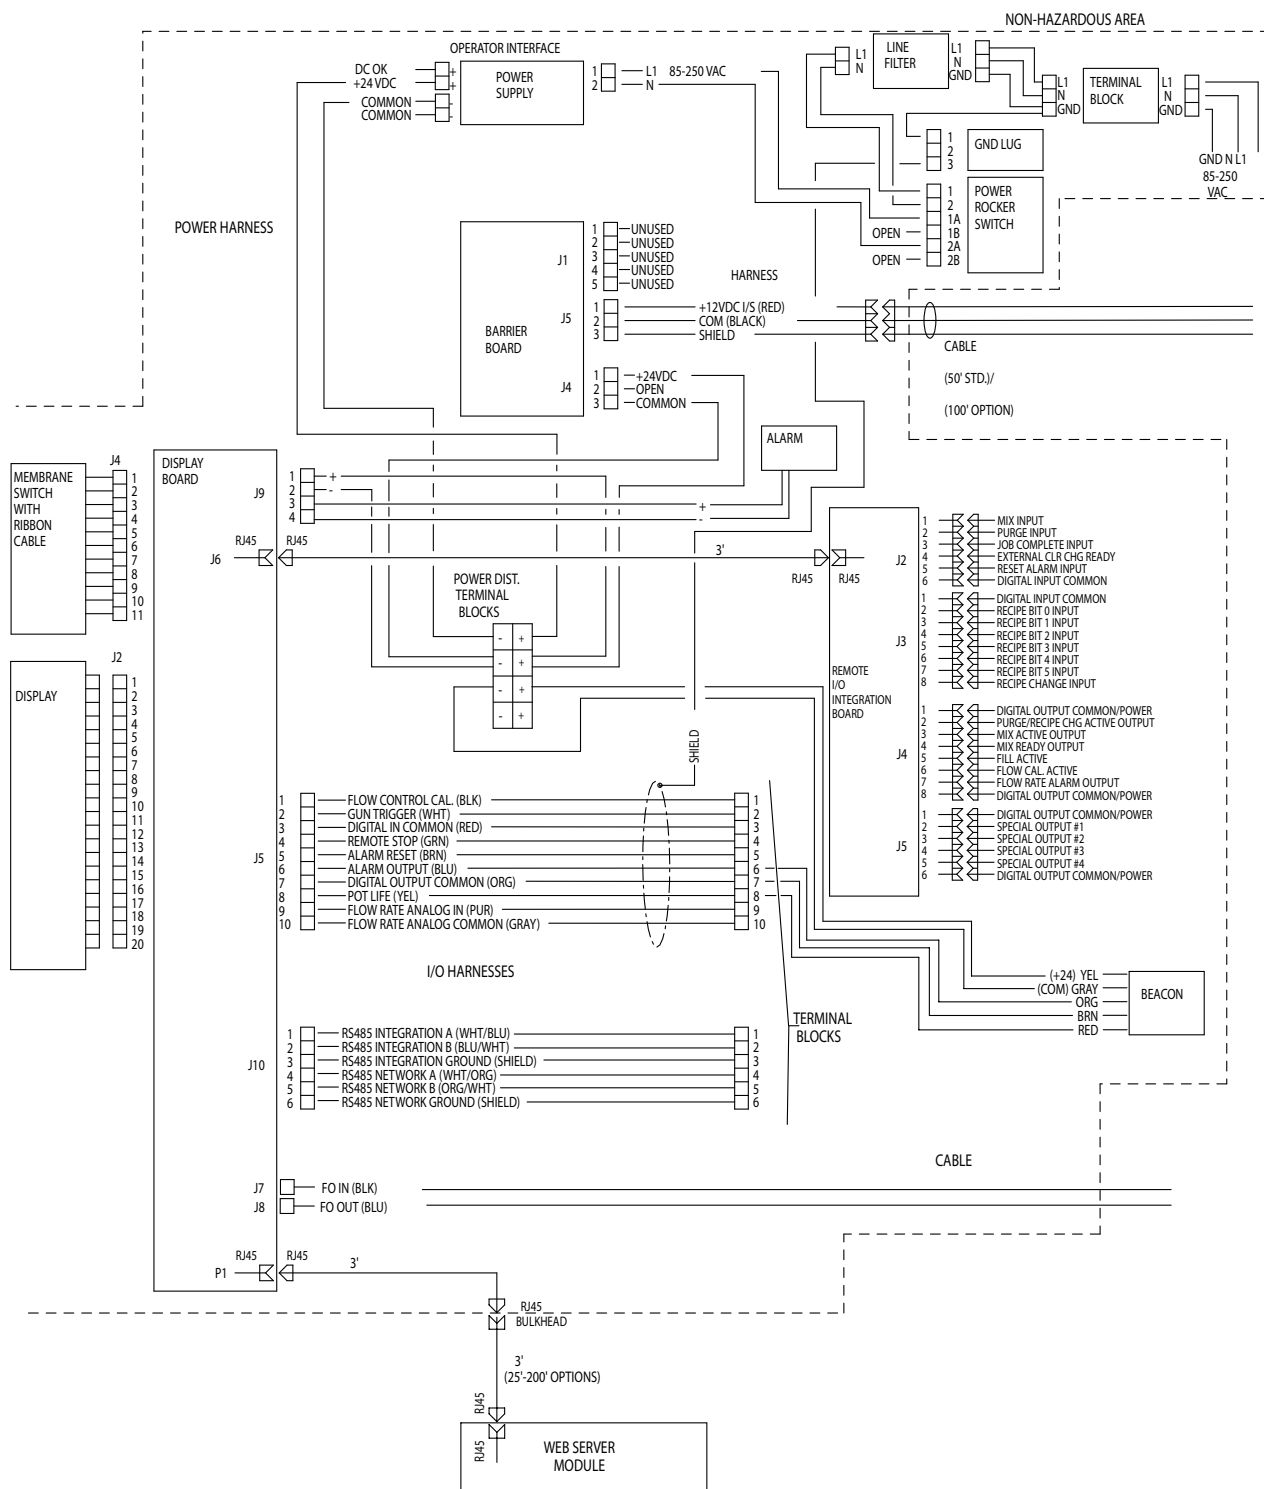 NON-HAZARDOUS AREA
OPERATOR INTERFACE
DC OK
+24 VDC
COMMON
COMMON
+
+
-
-
POWER
SUPPLY
1
2
L1 85-250 VAC
N
L1
N
LINE
FILTER
L1
N
GND
L1
N
GND
TERMINAL
BLOCK
L1
N
GND
GND N L1
85-250
VAC
1
2
3
GND LUG
1
2
1A
1B
2A
2B
OPEN
OPEN
POWER
ROCKER
SWITCH
POWER HARNESS
BARRIER
BOARD
J1
1 UNUSED
2 UNUSED
3 UNUSED
4 UNUSED
5 UNUSED
HARNESS
J5
1 +12VDC I/S (RED)
2 COM (BLACK)
3 SHIELD
J4
1 +24VDC
2 OPEN
3 COMMON
CABLE
(50' STD.)/
(100' OPTION)
ALARM
MEMBRANE
SWITCH
WITH
RIBBON
CABLE
J4
1
2
3
4
5
6
7
8
9
10
11
DISPLAY
BOARD
J9
1 +
2 -
3
4
+
-
J6
RJ45
RJ45
3'
RJ45
RJ45
POWER DIST.
TERMINAL
BLOCKS
- +
- +
- +
- +
DISPLAY
J2
1
2
3
4
5
6
7
8
9
10
11
12
13
14
15
16
17
18
19
20
REMOTE
I/O
INTEGRATION
BOARD
J2
1 MIX INPUT
2 PURGE INPUT
3 JOB COMPLETE INPUT
4 EXTERNAL CLR CHG READY
5 RESET ALARM INPUT
6 DIGITAL INPUT COMMON
J3
1 DIGITAL INPUT COMMON
2 RECIPE BIT 0 INPUT
3 RECIPE BIT 1 INPUT
4 RECIPE BIT 2 INPUT
5 RECIPE BIT 3 INPUT
6 RECIPE BIT 4 INPUT
7 RECIPE BIT 5 INPUT
8 RECIPE CHANGE INPUT
J4
1 DIGITAL OUTPUT COMMON/POWER
2 PURGE/RECIPE CHG ACTIVE OUTPUT
3 MIX ACTIVE OUTPUT
4 MIX READY OUTPUT
5 FILL ACTIVE
6 FLOW CAL. ACTIVE
7 FLOW RATE ALARM OUTPUT
8 DIGITAL OUTPUT COMMON/POWER
J5
1 DIGITAL OUTPUT COMMON/POWER
2 SPECIAL OUTPUT #1
3 SPECIAL OUTPUT #2
4 SPECIAL OUTPUT #3
5 SPECIAL OUTPUT #4
6 DIGITAL OUTPUT COMMON/POWER
SHIELD
J5
1 FLOW CONTROL CAL. (BLK) 1
2 GUN TRIGGER (WHT) 2
3 DIGITAL IN COMMON (RED) 3
4 REMOTE STOP (GRN) 4
5 ALARM RESET (BRN) 5
6 ALARM OUTPUT (BLU) 6
7 DIGITAL OUTPUT COMMON (ORG) 7
8 POT LIFE (YEL) 8
9 FLOW RATE ANALOG IN (PUR) 9
10 FLOW RATE ANALOG COMMON (GRAY) 10
I/O HARNESSES
(+24) YEL
(COM) GRAY
ORG
BRN
RED
BEACON
TERMINAL
BLOCKS
J10
1 RS485 INTEGRATION A (WHT/BLU) 1
2 RS485 INTEGRATION B (BLU/WHT) 2
3 RS485 INTEGRATION GROUND (SHIELD) 3
4 RS485 NETWORK A (WHT/ORG) 4
5 RS485 NETWORK B (ORG/WHT) 5
6 RS485 NETWORK GROUND (SHIELD) 6
CABLE
J7 FO IN (BLK)
J8 FO OUT (BLU)
P1
RJ45
RJ45
3'
RJ45
BULKHEAD
3'
(25'-200' OPTIONS)
RJ45
RJ45
WEB SERVER
MODULE